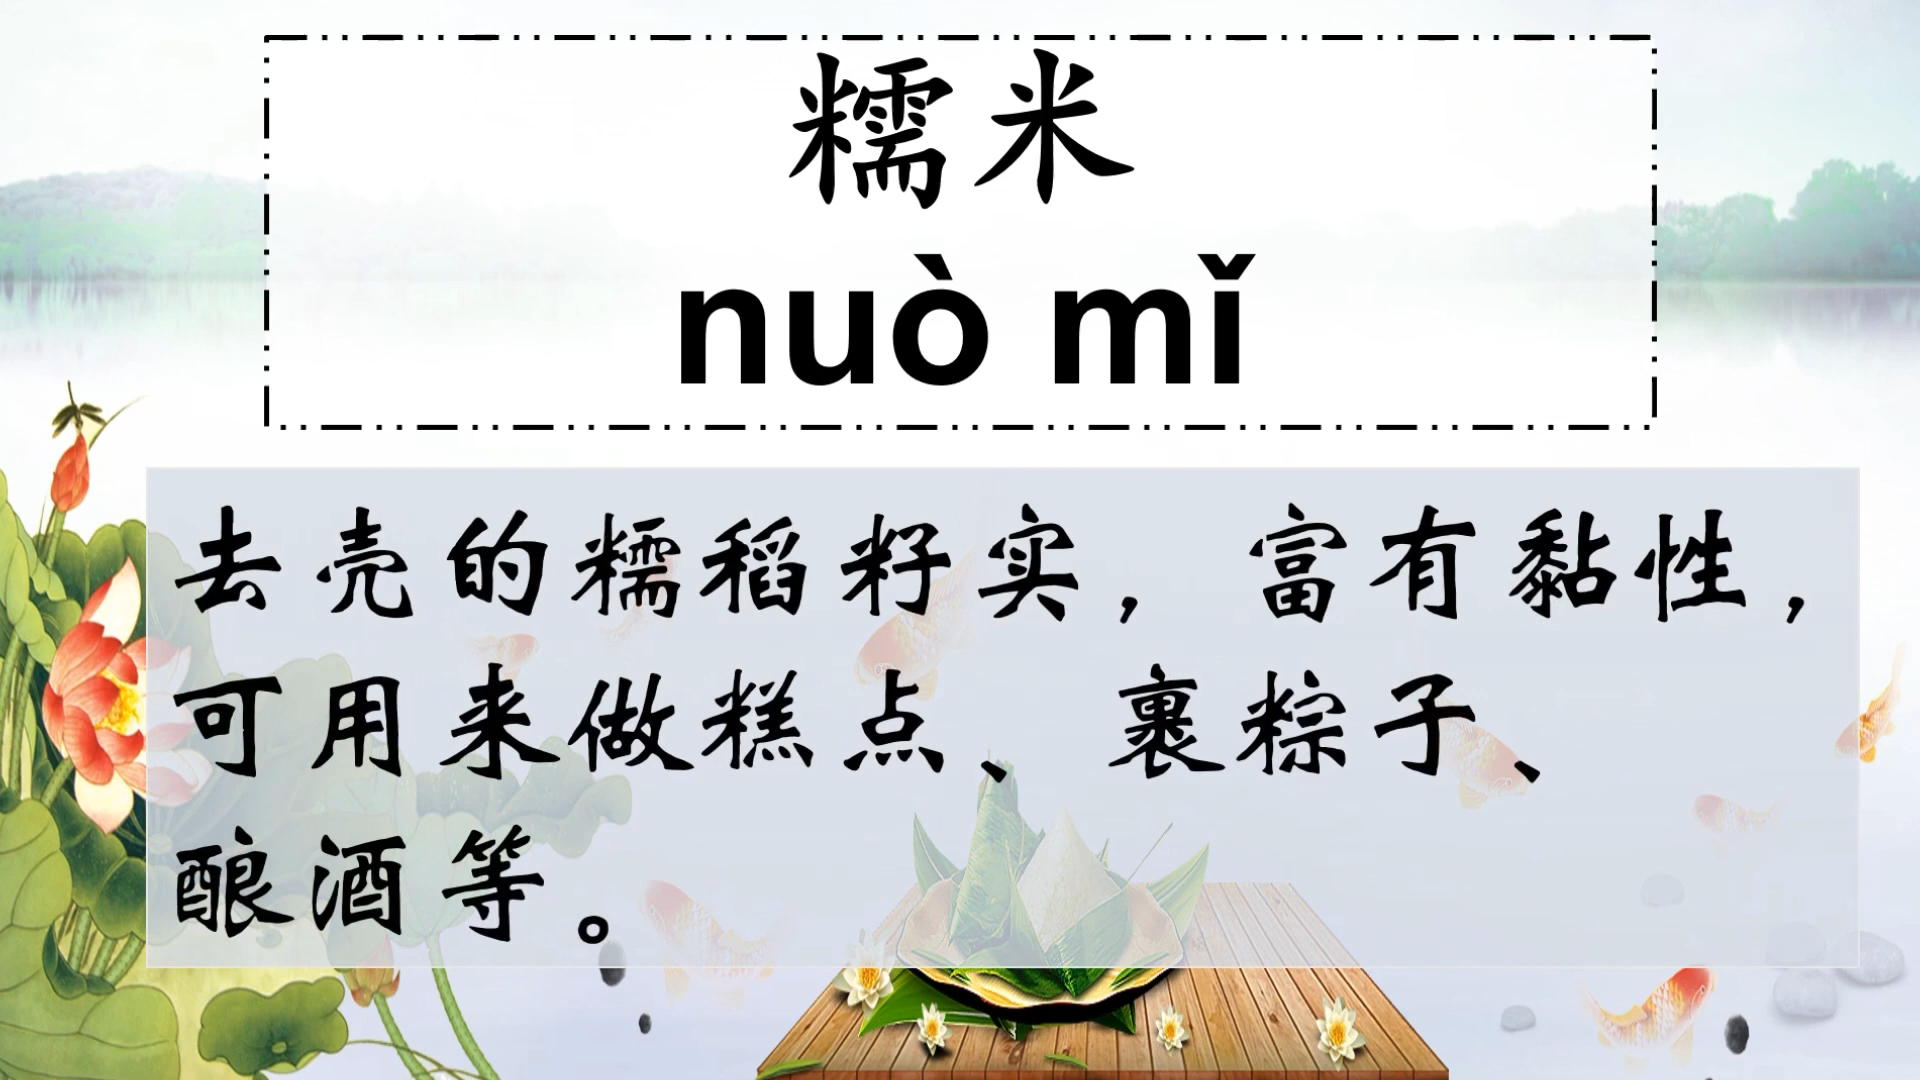 糯米
nuò mǐ
去壳的糯稻籽实，富有黏性，
可用来做糕点、裹粽子、
酿酒等。